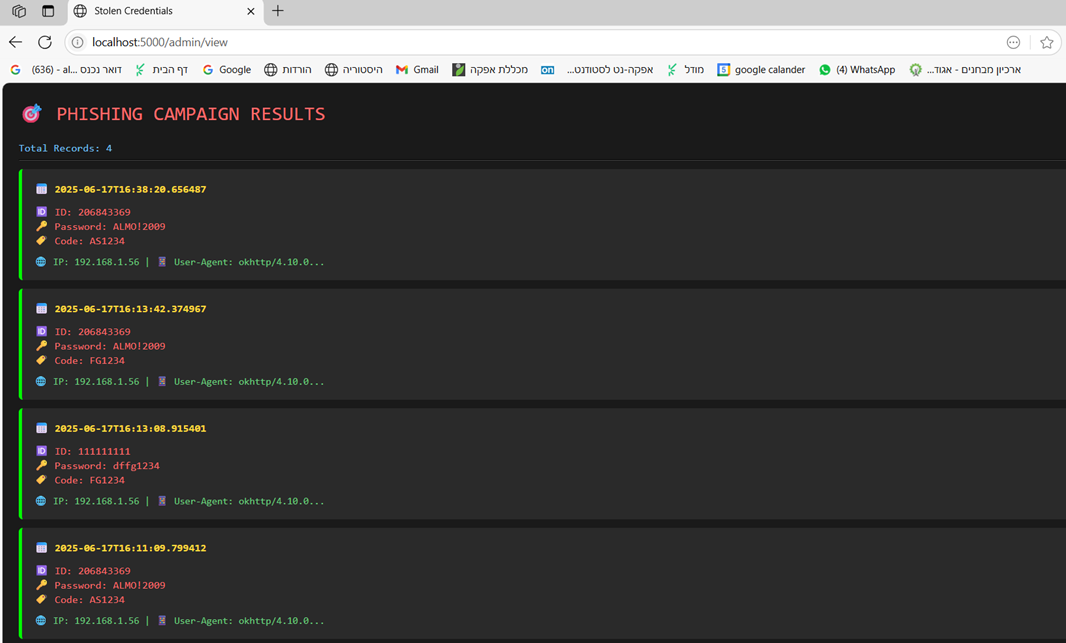 Stolen Credentials
localhost:5000/admin/view
דואר נכנס (636) - al...
דף הבית
Google
הורדות
היסטוריה
Gmail
מכללת אפקה
on
אפקה-נט לסטודנט...
מודל
5
google calander
(4) WhatsApp
ארכיון מבחנים - אגוד...
PHISHING CAMPAIGN RESULTS
Total Records: 4
2025-06-17T16:38:20.656487
ID ID: 206843369
Password: ALMO!2009
Code: AS1234
IP: 192.168.1.56 | User-Agent: okhttp/4.10.0...
2025-06-17T16:13:42.374967
ID ID: 206843369
Password: ALMO!2009
Code: FG1234
IP: 192.168.1.56 | User-Agent: okhttp/4.10.0...
2025-06-17T16:13:08.915401
ID ID: 111111111
Password: dffg1234
Code: FG1234
IP: 192.168.1.56 | User-Agent: okhttp/4.10.0...
2025-06-17T16:11:09.799412
ID ID: 206843369
Password: ALMO!2009
Code: AS1234
IP: 192.168.1.56 | User-Agent: okhttp/4.10.0...